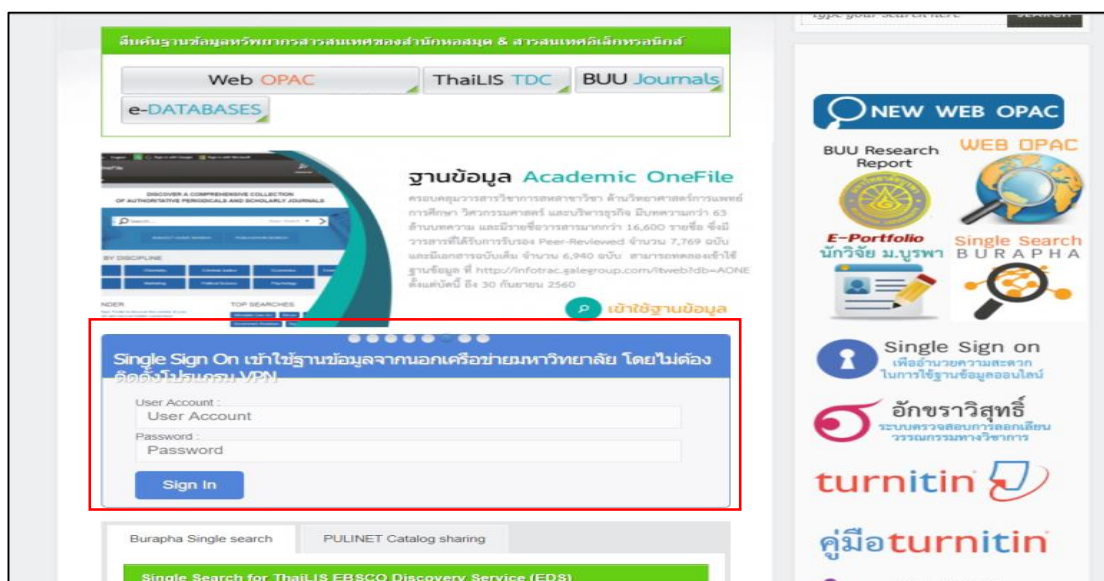 Type your search here
SEARCH
สืบค้นฐานข้อมูลทรัพยากรสารสนเทศของสำนักหอสมุด & สารสนเทศอิเล็กทรอนิกส์
Web OPAC
ThaiLIS TDC
BUU Journals
e-DATABASES
DISCOVER A COMPREHENSIVE COLLECTION
OF AUTHORITATIVE PERIODICALS AND SCHOLARLY JOURNALS
BY DISCIPLINE
TOP SEARCHES
ฐานข้อมูล Academic OneFile
ครอบคลุมวารสารวิชาการสหสาขาวิชา ด้านวิทยาศาสตร์การแพทย์
การศึกษา วิศวกรรมศาสตร์ และบริหารธุรกิจ มีบทความกว่า 63
ล้านบทความ และมีรายชื่อวารสารมากกว่า 16,600 รายชื่อ ซึ่งมี
วารสารที่ได้รับการรับรอง Peer-Reviewed จำนวน 7,769 ฉบับ
และมีเอกสารฉบับเต็ม จำนวน 6,940 ฉบับ สามารถทดลองเข้าใช้
ฐานข้อมูล ที่ http://infotrac.galegroup.com/itweb?db=AONE
ตั้งแต่บัดนี้ ถึง 30 กันยายน 2560
เข้าใช้ฐานข้อมูล
Single Sign On เข้าใช้ฐานข้อมูลจากนอกเครือข่ายมหาวิทยาลัย โดยไม่ต้อง
ติดตั้งโปรแกรม VPN
User Account :
User Account
Password :
Password
Sign In
Burapha Single search
PULINET Catalog sharing
Single Search for ThaiLIS EBSCO Discovery Service (EDS)
NEW WEB OPAC
BUU Research
Report
WEB OPAC
E-Portfolio
นักวิจัย ม.บูรพา
Single Search
BURAPHA
Single Sign on
เพื่ออำนวยความสะดวก
ในการใช้ฐานข้อมูลออนไลน์
อักขราวิสุทธิ์
ระบบตรวจสอบการลอกเลียน
วรรณกรรมทางวิชาการ
turnitin
คู่มือturnitin